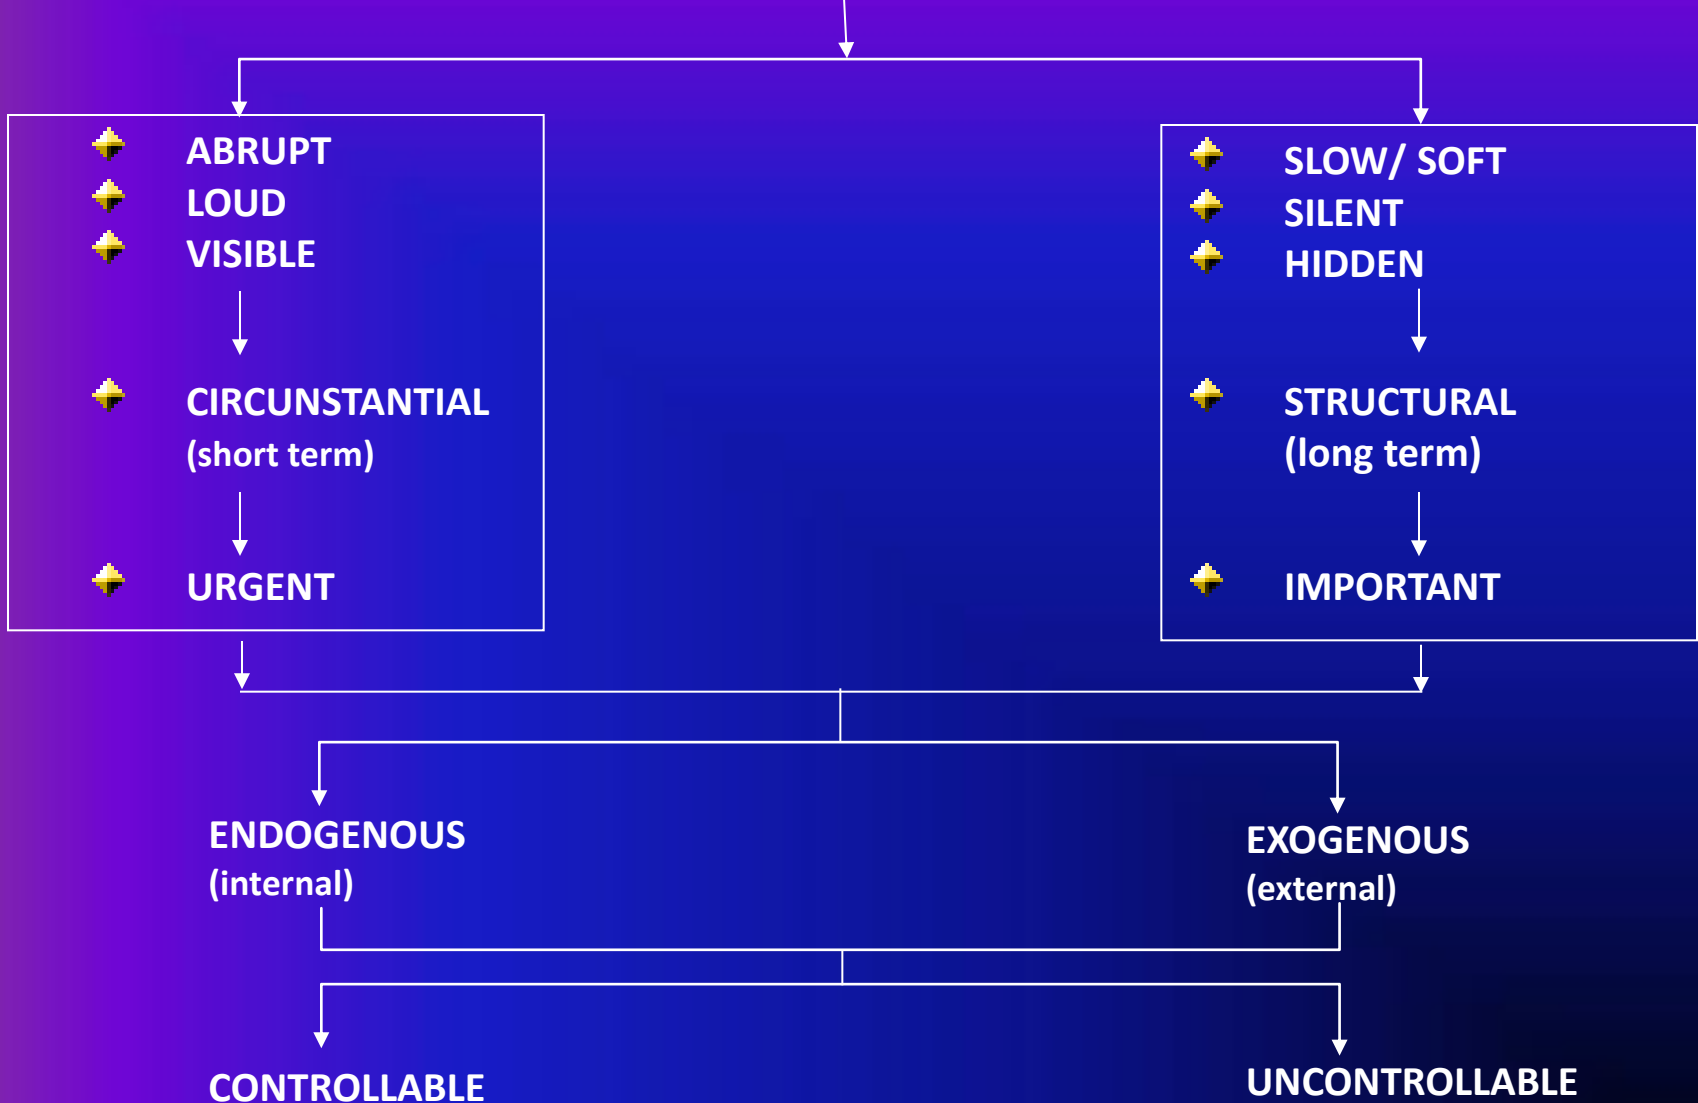 ABRUPT
LOUD
VISIBLE
CIRCUNSTANTIAL
(short term)
URGENT
SLOW/ SOFT
SILENT
HIDDEN
STRUCTURAL
(long term)
IMPORTANT
ENDOGENOUS
(internal)
EXOGENOUS
(external)
CONTROLLABLE
UNCONTROLLABLE